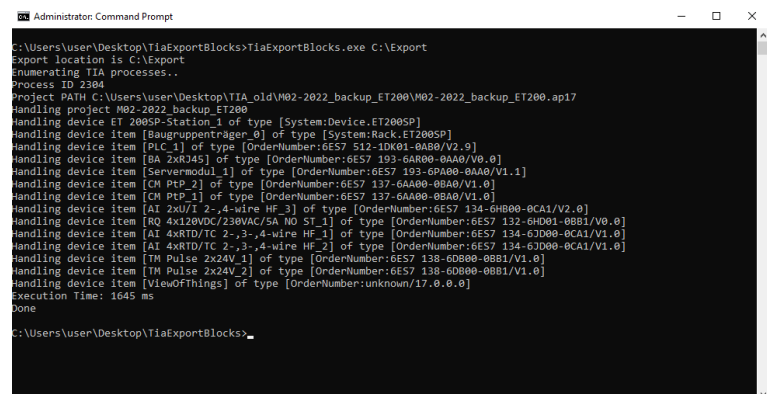 Administrator: Command Prompt
C:\Users\user\Desktop\TiaExportBlocks>TiaExportBlocks.exe C:\Export
Export location is C:\Export
Enumerating TIA processes..
Process ID 2304
Project PATH C:\Users\user\Desktop\TIA_old\M02-2022_backup_ET200\M02-2022_backup_ET200.ap17
Handling project M02-2022_backup_ET200
Handling device ET 200SP-Station_1 of type [System:Device.ET200SP]
Handling device item [Baugruppenträger_0] of type [System:Rack.ET200SP]
Handling device item [PLC_1] of type [OrderNumber:6ES7 512-1DK01-0AB0/V2.9]
Handling device item [BA 2xRJ45] of type [OrderNumber:6ES7 193-6AR00-0AA0/V0.0]
Handling device item [Servermodul_1] of type [OrderNumber:6ES7 193-6PA00-0AA0/V1.1]
Handling device item [CM PtP_2] of type [OrderNumber:6ES7 137-6AA00-0BA0/V1.0]
Handling device item [CM PtP_1] of type [OrderNumber:6ES7 137-6AA00-0BA0/V1.0]
Handling device item [AI 2xU/I 2-,4-wire HF_3] of type [OrderNumber:6ES7 134-6HB00-0CA1/V2.0]
Handling device item [RQ 4x120VDC/230VAC/5A NO ST_1] of type [OrderNumber:6ES7 132-6HD01-0BB1/V0.0]
Handling device item [AI 4xRTD/TC 2-,3-,4-wire HF_1] of type [OrderNumber:6ES7 134-6JD00-0CA1/V1.0]
Handling device item [AI 4xRTD/TC 2-,3-,4-wire HF_2] of type [OrderNumber:6ES7 134-6JD00-0CA1/V1.0]
Handling device item [TM Pulse 2x24V_1] of type [OrderNumber:6ES7 138-6DB00-0BB1/V1.0]
Handling device item [TM Pulse 2x24V_2] of type [OrderNumber:6ES7 138-6DB00-0BB1/V1.0]
Handling device item [ViewOfThings] of type [OrderNumber:unknown/17.0.0.0]
Execution Time: 1645 ms
Done
C:\Users\user\Desktop\TiaExportBlocks>